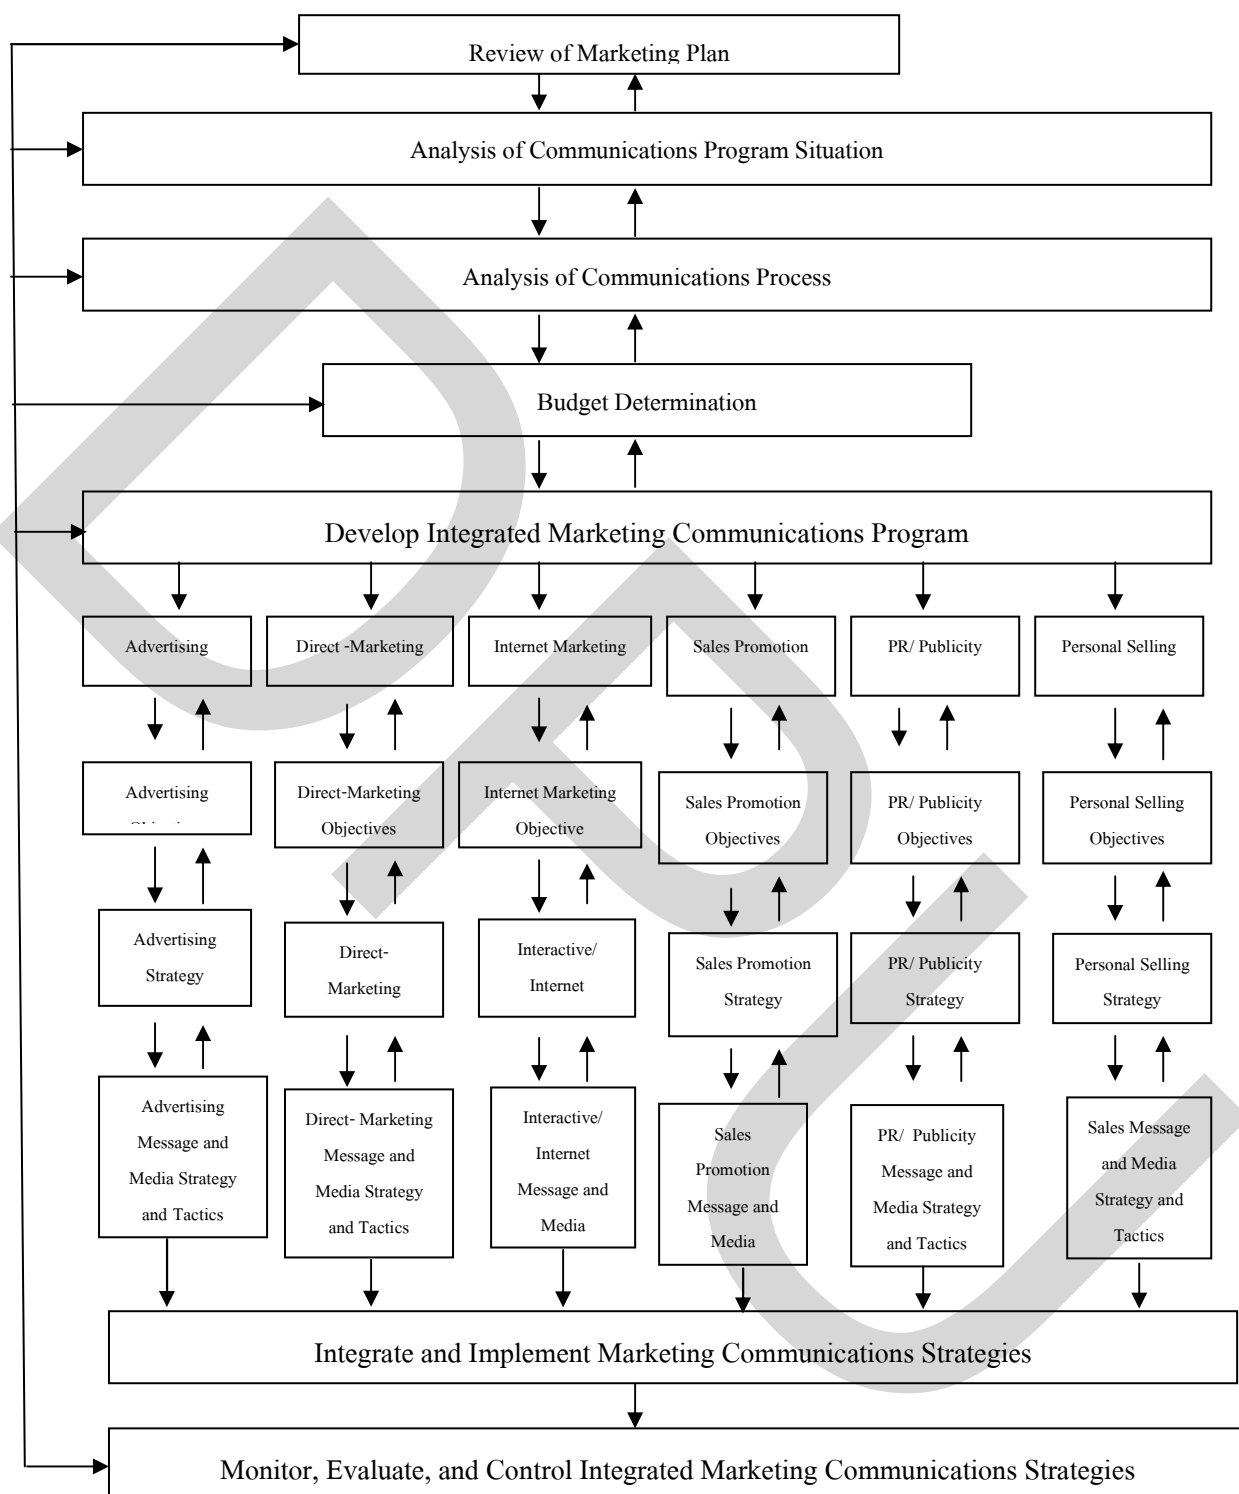 Review of Marketing Plan
Analysis of Communications Program Situation
Analysis of Communications Process
Budget Determination
Develop Integrated Marketing Communications Program
Advertising
Direct -Marketing
Internet Marketing
Sales Promotion
PR/ Publicity
Personal Selling
Advertising
Direct-Marketing
Objectives
Internet Marketing
Objective
Sales Promotion
Objectives
PR/ Publicity
Objectives
Personal Selling
Objectives
Advertising
Strategy
Direct-
Marketing
Interactive/
Internet
Sales Promotion
Strategy
PR/ Publicity
Strategy
Personal Selling
Strategy
Advertising
Message and
Media Strategy
and Tactics
Direct- Marketing
Message and
Media Strategy
and Tactics
Interactive/
Internet
Message and
Media
Sales
Promotion
Message and
Media
PR/ Publicity
Message and
Media Strategy
and Tactics
Sales Message
and Media
Strategy and
Tactics
Integrate and Implement Marketing Communications Strategies
Monitor, Evaluate, and Control Integrated Marketing Communications Strategies
DPU